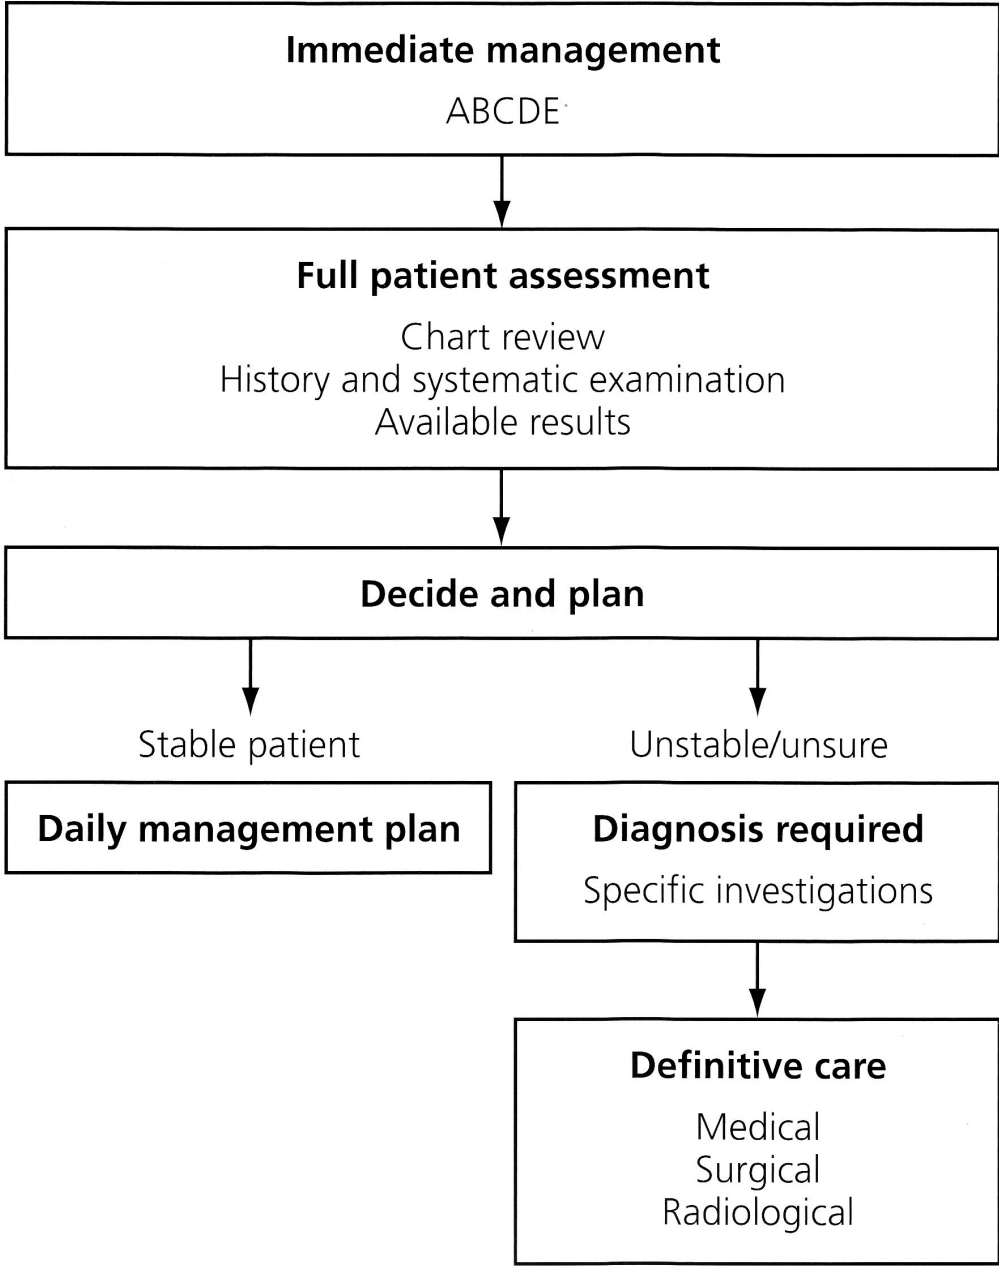 Immediate management
ABCDE
Full patient assessment
Chart review
History and systematic examination
Available results
Decide and plan
Stable patient
Unstable/unsure
Daily management plan
Diagnosis required
Specific investigations
Definitive care
Medical
Surgical
Radiological